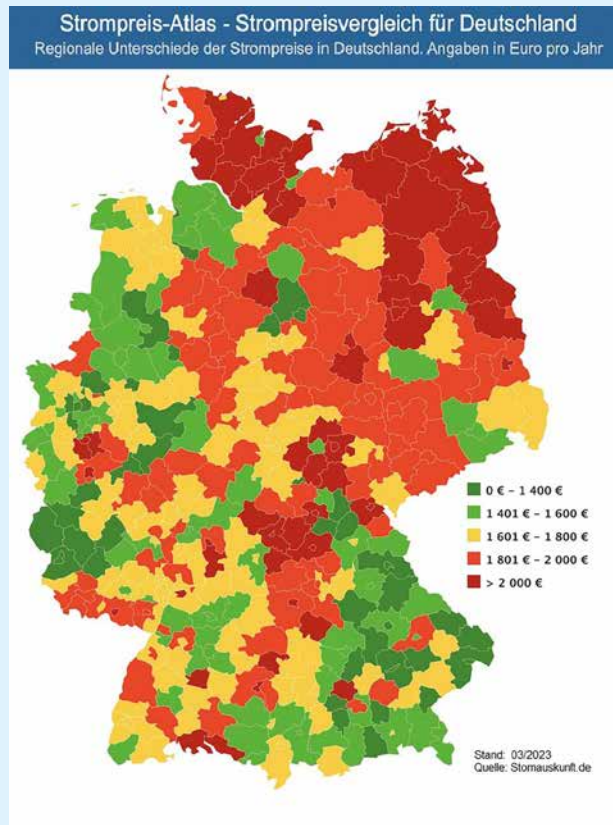 Strompreis-Atlas - Strompreisvergleich für Deutschland
Regionale Unterschiede der Strompreise in Deutschland. Angaben in Euro pro Jahr
0 € – 1 400 €
1 401 € – 1 600 €
1 601 € – 1 800 €
1 801 € – 2 000 €
> 2 000 €
Stand: 03/2023
Quelle: Stomauskunft.de